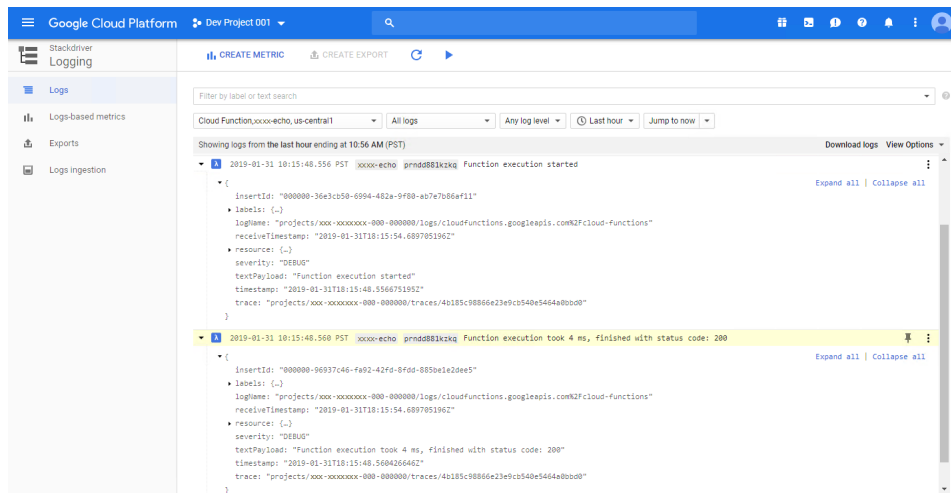 Google Cloud Platform Dev Project 001
Stackdriver
Logging
CREATE METRIC CREATE EXPORT
Logs
Logs-based metrics
Exports
Logs ingestion
Filter by label or text search
Cloud Function,xxxx-echo, us-central1 All logs Any log level Last hour Jump to now
Showing logs from the last hour ending at 10:56 AM (PST) Download logs View Options
2019-01-31 10:15:48.556 PST xxxx-echo prndd881kzkq Function execution started
{ Expand all | Collapse all
insertId: "000000-36e3cb50-6994-482a-9f80-ab7e7b86af11"
labels: {…}
logName: "projects/xxx-xxxxxxx-000-000000/logs/cloudfunctions.googleapis.com%2Fcloud-functions"
receiveTimestamp: "2019-01-31T18:15:54.689705196Z"
resource: {…}
severity: "DEBUG"
textPayload: "Function execution started"
timestamp: "2019-01-31T18:15:48.556675195Z"
trace: "projects/xxx-xxxxxxx-000-000000/traces/4b185c98866e23e9cb540e5464a0bbd0"
}
2019-01-31 10:15:48.560 PST xxxx-echo prndd881kzkq Function execution took 4 ms, finished with status code: 200
{ Expand all | Collapse all
insertId: "000000-96937c46-fa92-42fd-8fdd-885be1e2dee5"
labels: {…}
logName: "projects/xxx-xxxxxxx-000-000000/logs/cloudfunctions.googleapis.com%2Fcloud-functions"
receiveTimestamp: "2019-01-31T18:15:54.689705196Z"
resource: {…}
severity: "DEBUG"
textPayload: "Function execution took 4 ms, finished with status code: 200"
timestamp: "2019-01-31T18:15:48.560426646Z"
trace: "projects/xxx-xxxxxxx-000-000000/traces/4b185c98866e23e9cb540e5464a0bbd0"
}